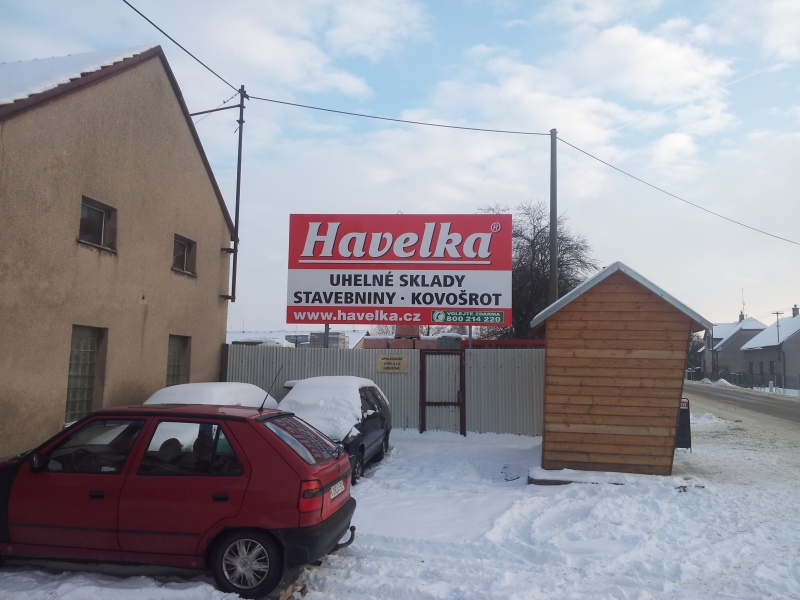 Havelka®
UHELNÉ SKLADY
STAVEBNINY · KOVOŠROT
www.havelka.cz
VOLEJTE ZDARMA
800 214 220